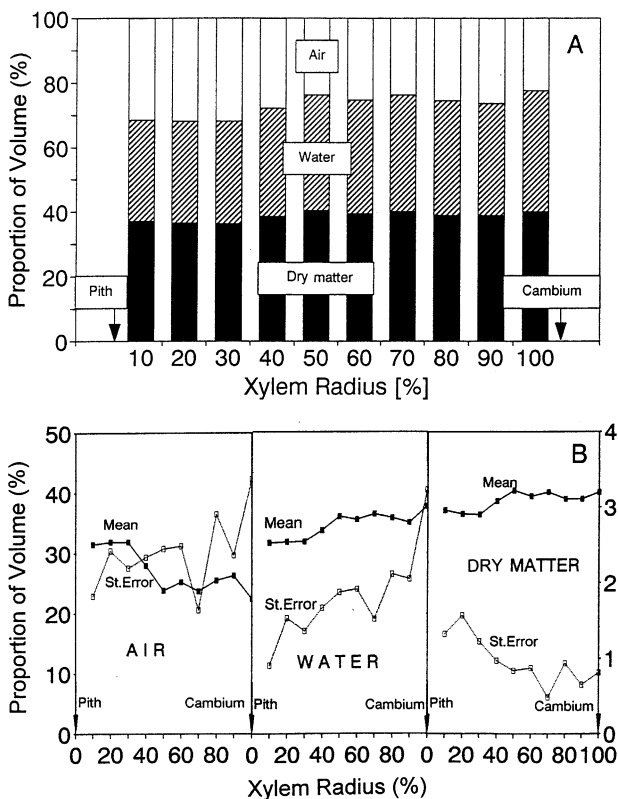 A
Proportion of Volume (%)
100
80
60
40
20
0
Air
Water
Dry matter
Pith
Cambium
10 20 30 40 50 60 70 80 90 100
Xylem Radius [%]
B
Proportion of Volume (%)
50
40
30
20
10
0
4
3
2
1
0
Mean
St.Error
AIR
Pith
Cambium
Mean
St.Error
WATER
Pith
Cambium
Mean
DRY MATTER
St.Error
Pith
Cambium
0 20 40 60 80 0 20 40 60 80 0 20 40 60 80 100
Xylem Radius (%)